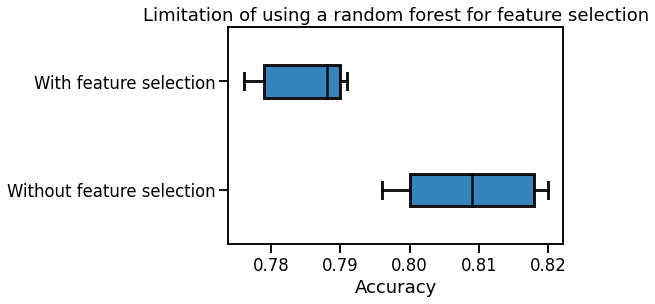 Limitation of using a random forest for feature selection
With feature selection
Without feature selection
0.78 0.79 0.80 0.81 0.82
Accuracy